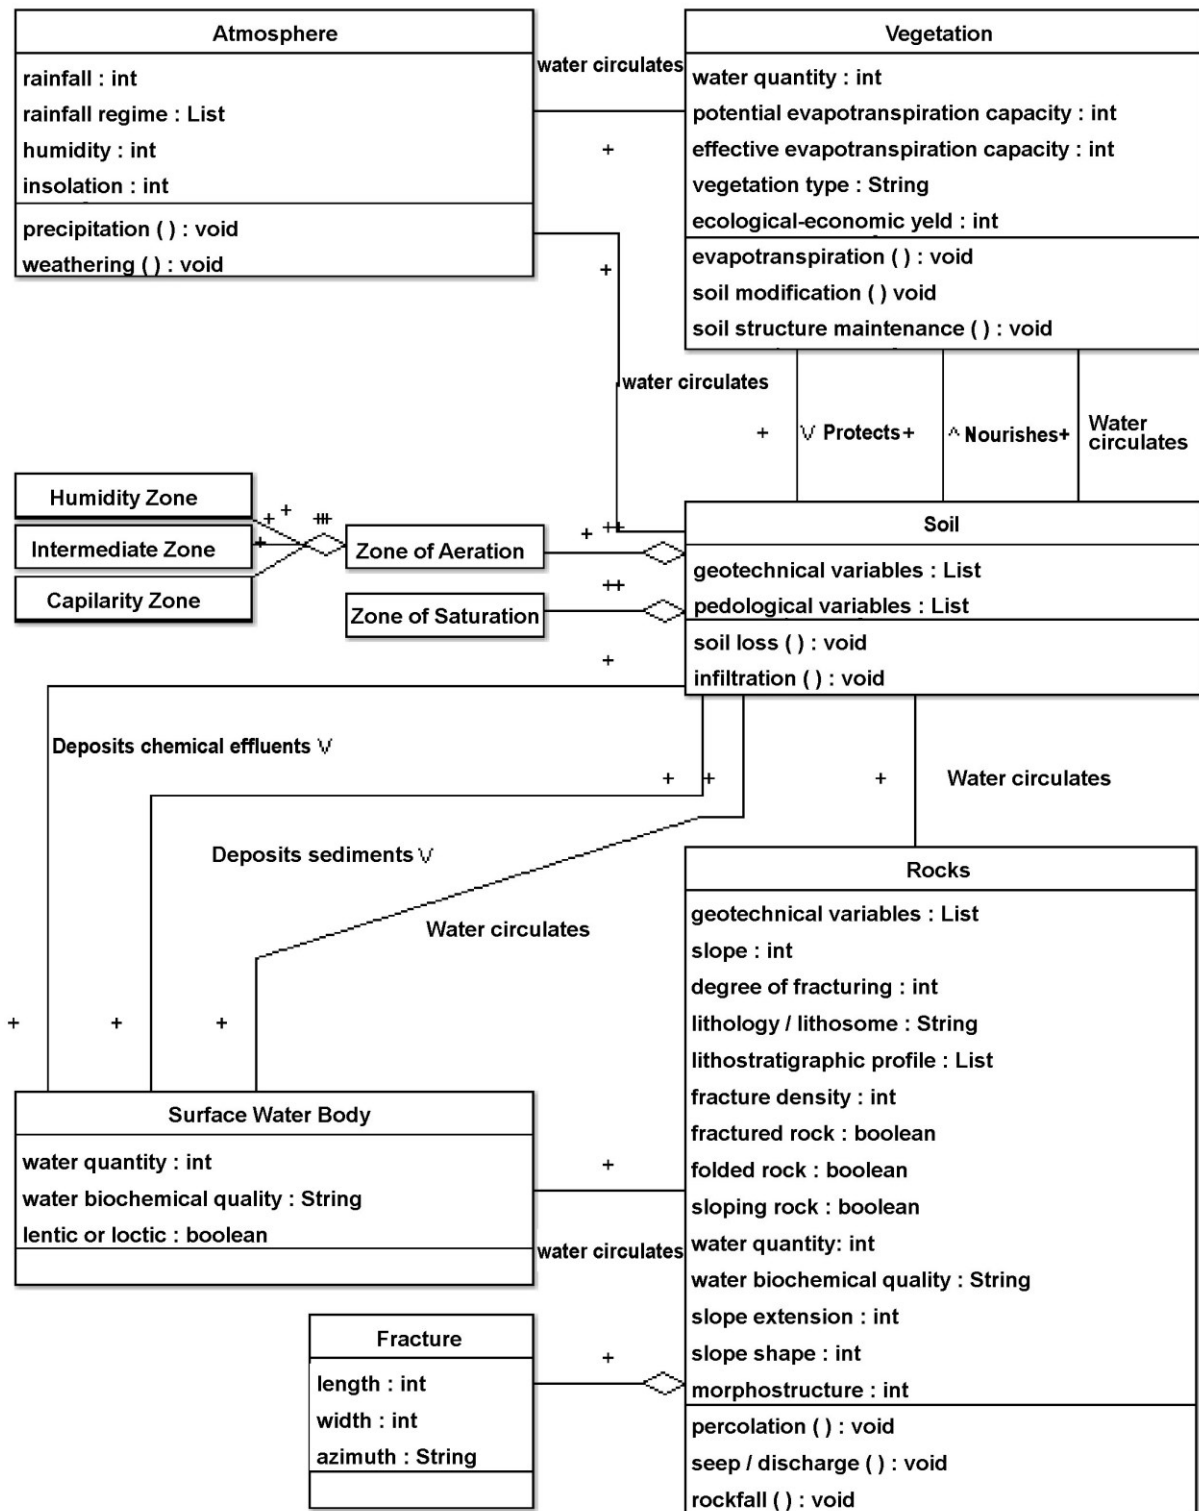 Atmosphere
rainfall : int
rainfall regime : List
humidity : int
insolation : int
precipitation ( ) : void
weathering ( ) : void
water circulates
+
Vegetation
water quantity : int
potential evapotranspiration capacity : int
effective evapotranspiration capacity : int
vegetation type : String
ecological-economic yeld : int
evapotranspiration ( ) : void
soil modification ( ) void
soil structure maintenance ( ) : void
+
water circulates
+ V Protects+
^ Nourishes+
Water
circulates
Humidity Zone
Intermediate Zone
Capilarity Zone
+ +
+
+++
Zone of Aeration
+ ++
Zone of Saturation
++
Soil
geotechnical variables : List
pedological variables : List
soil loss ( ) : void
infiltration ( ) : void
+
Deposits chemical effluents V
+ +
+
Water circulates
Deposits sediments V
Water circulates
+ + +
Rocks
geotechnical variables : List
slope : int
degree of fracturing : int
lithology / lithosome : String
lithostratigraphic profile : List
fracture density : int
fractured rock : boolean
folded rock : boolean
sloping rock : boolean
water quantity: int
water biochemical quality : String
slope extension : int
slope shape : int
morphostructure : int
percolation ( ) : void
seep / discharge ( ) : void
rockfall ( ) : void
Surface Water Body
water quantity : int
water biochemical quality : String
lentic or loctic : boolean
+
water circulates
Fracture
length : int
width : int
azimuth : String
+